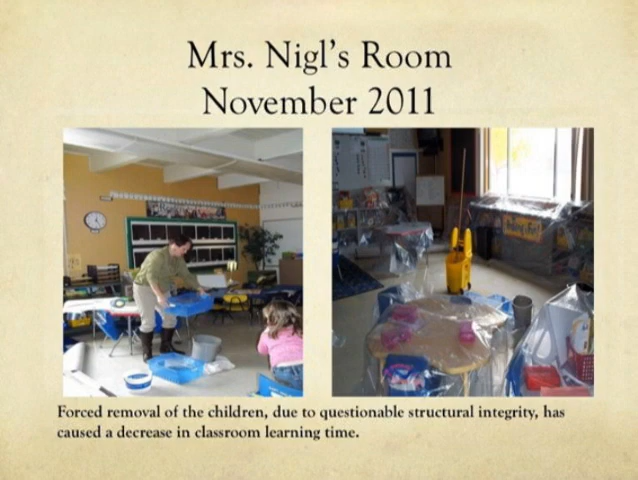 Mrs. Nigl's Room
November 2011
Forced removal of the children, due to questionable structural integrity, has
caused a decrease in classroom learning time.